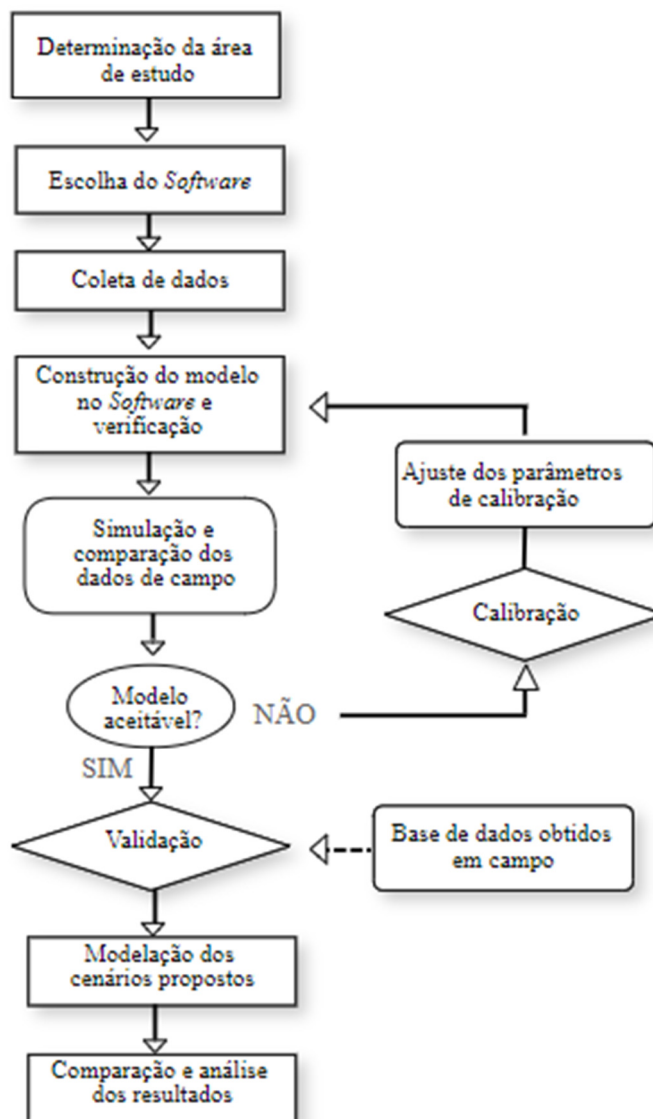 Determinação da área
de estudo
Escolha do Software
Coleta de dados
Construção do modelo
no Software e
verificação
Ajuste dos parâmetros
de calibração
Simulação e
comparação dos
dados de campo
Calibração
Modelo
aceitável?
NÃO
SIM
Validação
Base de dados obtidos
em campo
Modelação dos
cenários propostos
Comparação e análise
dos resultados